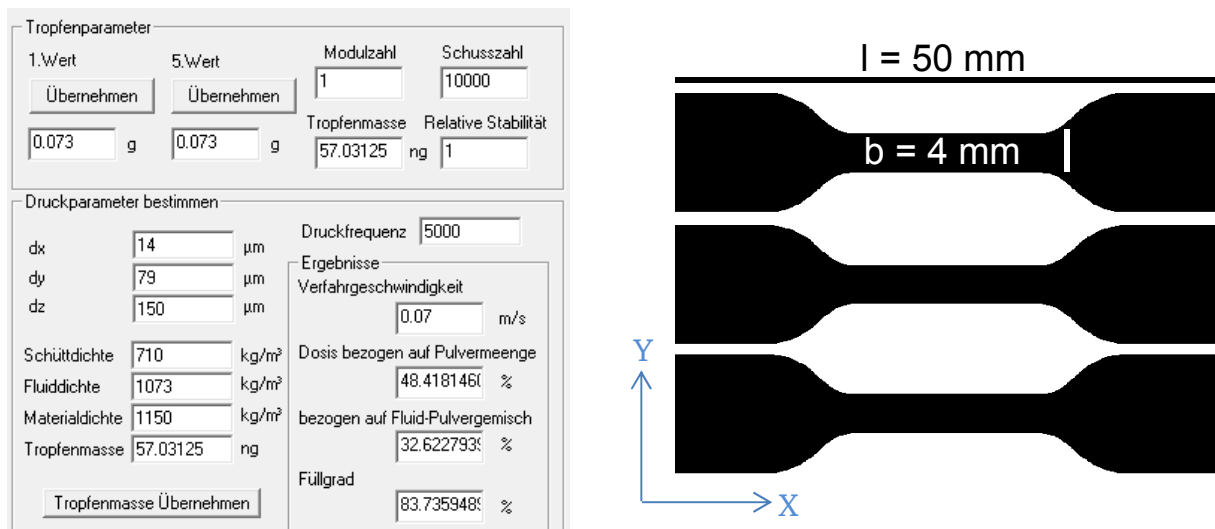 Tropfenparameter
1.Wert 5.Wert Modulzahl Schusszahl
Übernehmen Übernehmen 1 10000
Tropfenmasse Relative Stabilität
0.073 g 0.073 g 57.03125 ng 1
Druckparameter bestimmen
Druckfrequenz 5000
dx 14 µm
dy 79 µm
dz 150 µm
Schüttdichte 710 kg/m³
Fluiddichte 1073 kg/m³
Materialdichte 1150 kg/m³
Tropfenmasse 57.03125 ng
Tropfenmasse Übernehmen
Ergebnisse
Verfahrgeschwindigkeit
0.07 m/s
Dosis bezogen auf Pulvermeenge
48.4181460 %
bezogen auf Fluid-Pulvergemisch
32.6227939 %
Füllgrad
83.7359489 %
l = 50 mm
b = 4 mm
Y
X